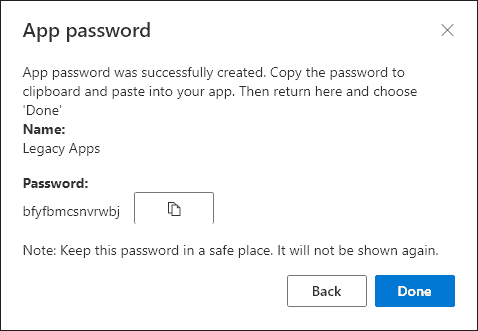 App password
App password was successfully created. Copy the password to
clipboard and paste into your app. Then return here and choose
'Done'
Name:
Legacy Apps
Password:
bfyfbmcsnvrwbj
Note: Keep this password in a safe place. It will not be shown again.
Back
Done